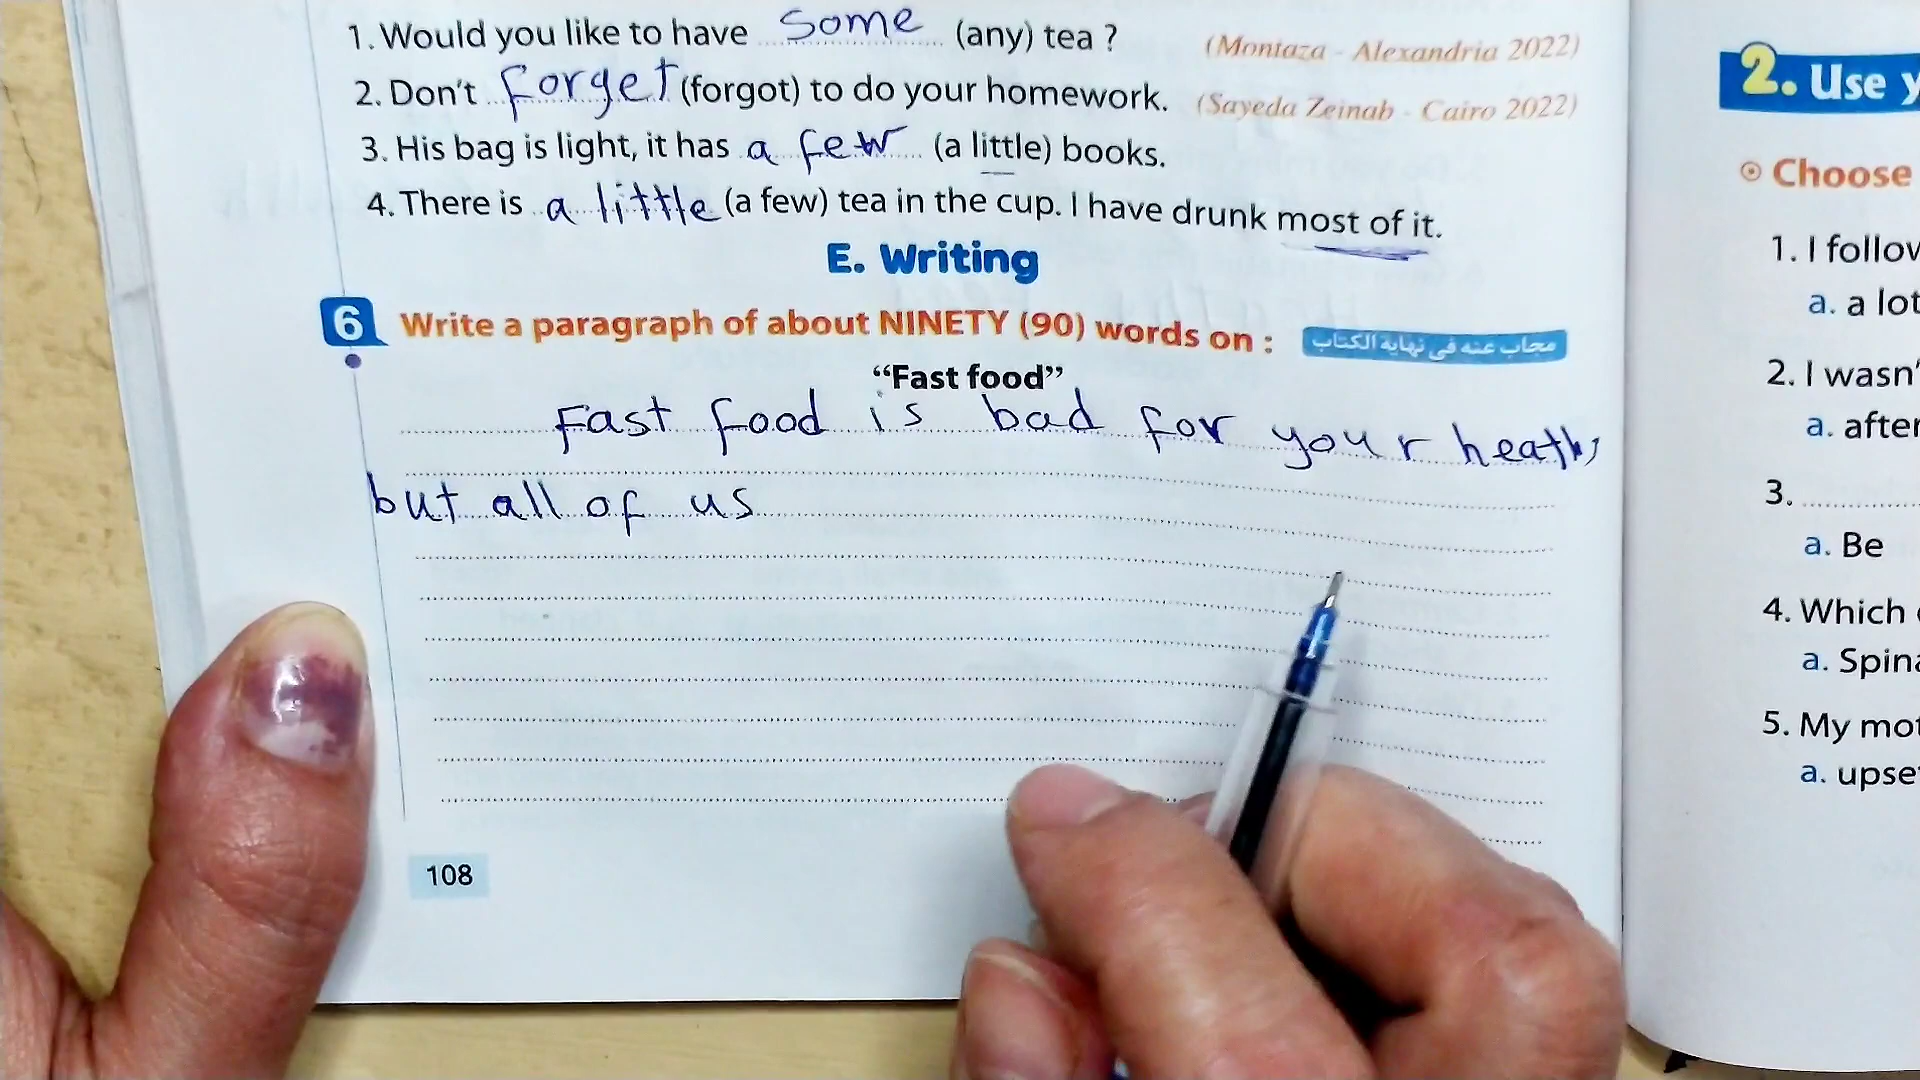 1. Would you like to have some (any) tea ? (Montaza - Alexandria 2022)
2. Don't forget (forgot) to do your homework. (Sayeda Zeinab - Cairo 2022)
3. His bag is light, it has a few (a little) books.
4. There is a little (a few) tea in the cup. I have drunk most of it.
E. Writing
6 Write a paragraph of about NINETY (90) words on : مجاب عنه في نهاية الكتاب
“Fast food”
Fast food is bad for your heath,
but all of us
108
2. Use y
Choose
1. I follow
a. a lot
2. I wasn'
a. after
3.
a. Be
4. Which
a. Spina
5. My mot
a. upset